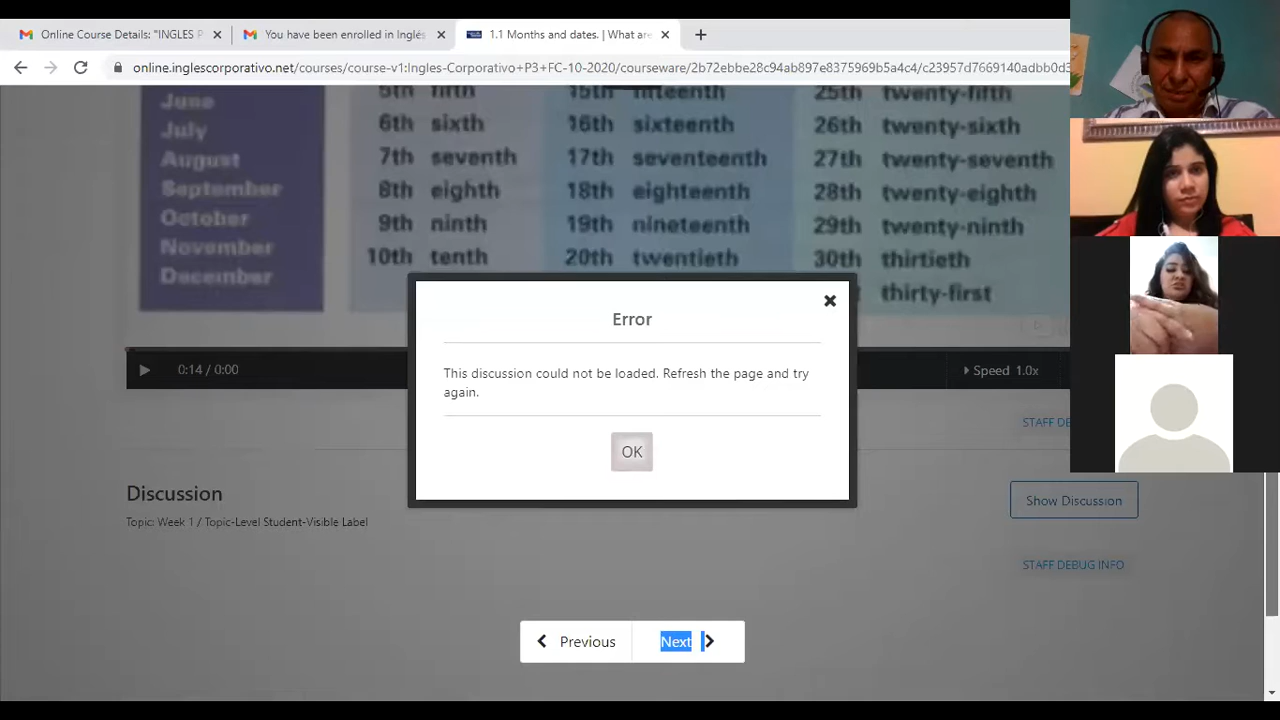 Online Course Details: "INGLES P
You have been enrolled in Inglés
1.1 Months and dates. | What are
online.inglescorporativo.net/courses/course-v1:Ingles-Corporativo+P3+FC-10-2020/courseware/2b72ebbe28c94ab897e8375969b5a4c4/c23957d7669140adbb0d3
June 5th fifth 15th fifteenth 25th twenty-fifth
July 6th sixth 16th sixteenth 26th twenty-sixth
August 7th seventh 17th seventeenth 27th twenty-seventh
September 8th eighth 18th eighteenth 28th twenty-eighth
October 9th ninth 19th nineteenth 29th twenty-ninth
November 10th tenth 20th twentieth 30th thirtieth
December thirty-first
Error
This discussion could not be loaded. Refresh the page and try
again.
OK
0:14 / 0:00 Speed 1.0x
STAFF DE
Discussion
Topic: Week 1 / Topic-Level Student-Visible Label
Show Discussion
STAFF DEBUG INFO
Previous Next